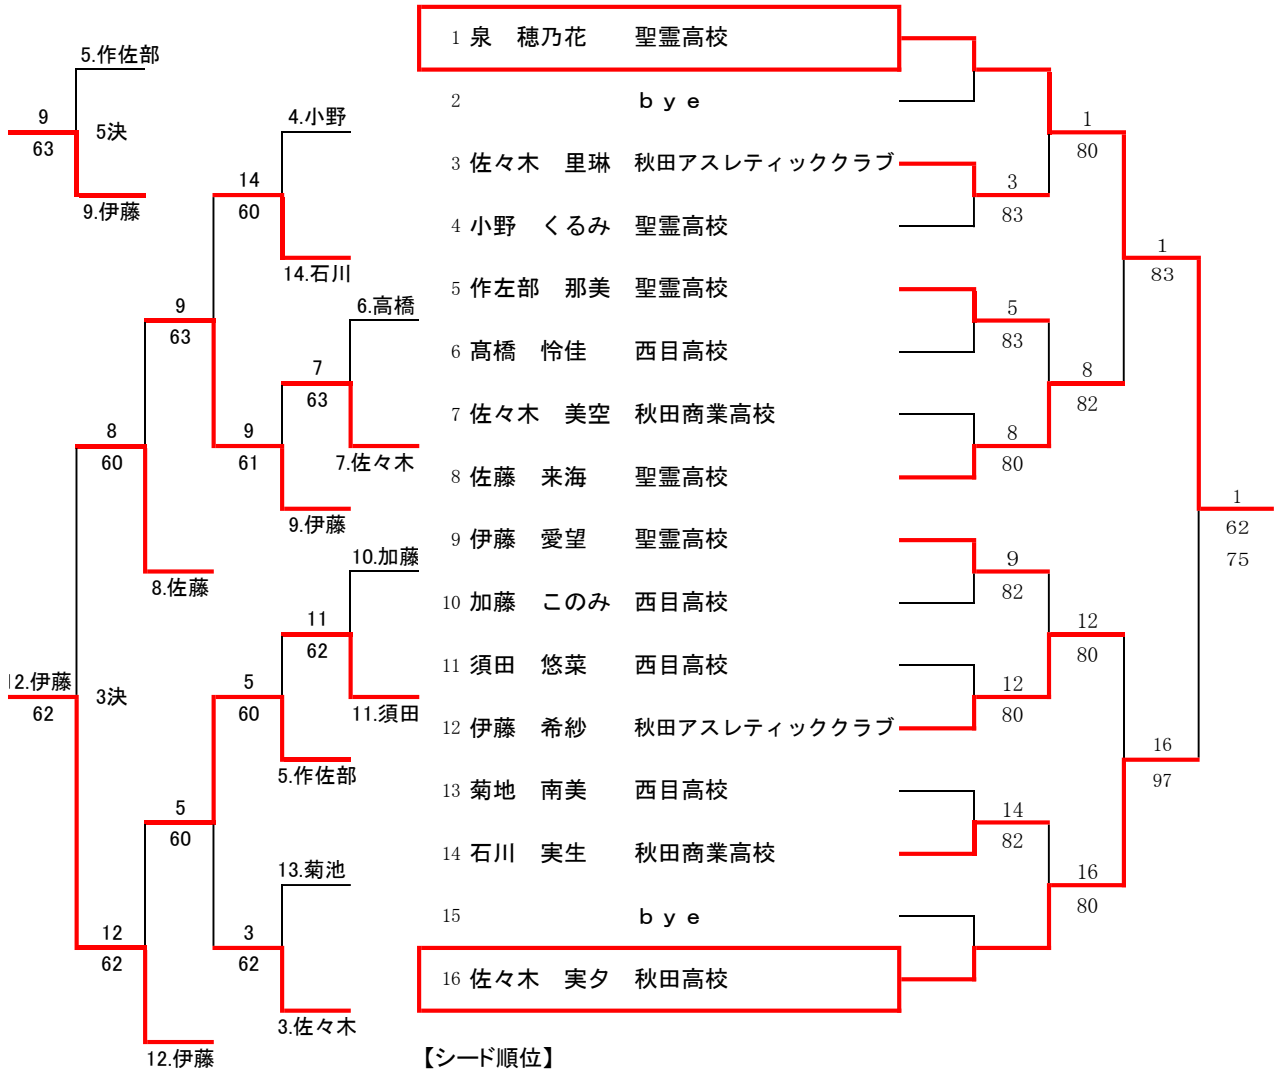 1 泉　穂乃花　聖霊高校
2 ｂｙｅ
3 佐々木　里琳　秋田アスレティッククラブ
4 小野　くるみ　聖霊高校
5 作左部　那美　聖霊高校
6 髙橋　怜佳　西目高校
7 佐々木　美空　秋田商業高校
8 佐藤　来海　聖霊高校
9 伊藤　愛望　聖霊高校
10 加藤　このみ　西目高校
11 須田　悠菜　西目高校
12 伊藤　希紗　秋田アスレティッククラブ
13 菊地　南美　西目高校
14 石川　実生　秋田商業高校
15 ｂｙｅ
16 佐々木　実夕　秋田高校
【シード順位】
5.作佐部
9
63
5決
9.伊藤
4.小野
14
60
14.石川
6.高橋
9
63
7
63
7.佐々木
8
60
9
61
9.伊藤
8.佐藤
10.加藤
11
62
11.須田
2.伊藤
62
3決
5
60
5.作佐部
5
60
13.菊池
12
62
3
62
3.佐々木
12.伊藤
3
83
5
83
8
80
9
82
12
80
14
82
1
80
8
82
12
80
16
80
1
83
16
97
1
62
75